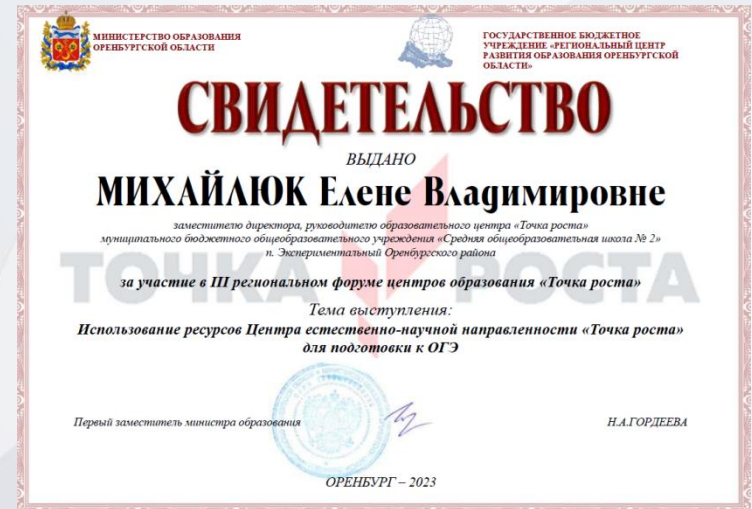 МИНИСТЕРСТВО ОБРАЗОВАНИЯ
ОРЕНБУРГСКОЙ ОБЛАСТИ
ГОСУДАРСТВЕННОЕ БЮДЖЕТНОЕ
УЧРЕЖДЕНИЕ «РЕГИОНАЛЬНЫЙ ЦЕНТР
РАЗВИТИЯ ОБРАЗОВАНИЯ ОРЕНБУРГСКОЙ
ОБЛАСТИ»
СВИДЕТЕЛЬСТВО
ВЫДАНО
МИХАЙЛЮК Елене Владимировне
заместителю директора, руководителю образовательного центра «Точка роста»
муниципального бюджетного общеобразовательного учреждения «Средняя общеобразовательная школа № 2»
п. Экспериментальный Оренбургского района
ТОЧКА РОСТА
за участие в III региональном форуме центров образования «Точка роста»
Тема выступления:
Использование ресурсов Центра естественно-научной направленности «Точка роста»
для подготовки к ОГЭ
Первый заместитель министра образования
Н.А.ГОРДЕЕВА
ОРЕНБУРГ – 2023